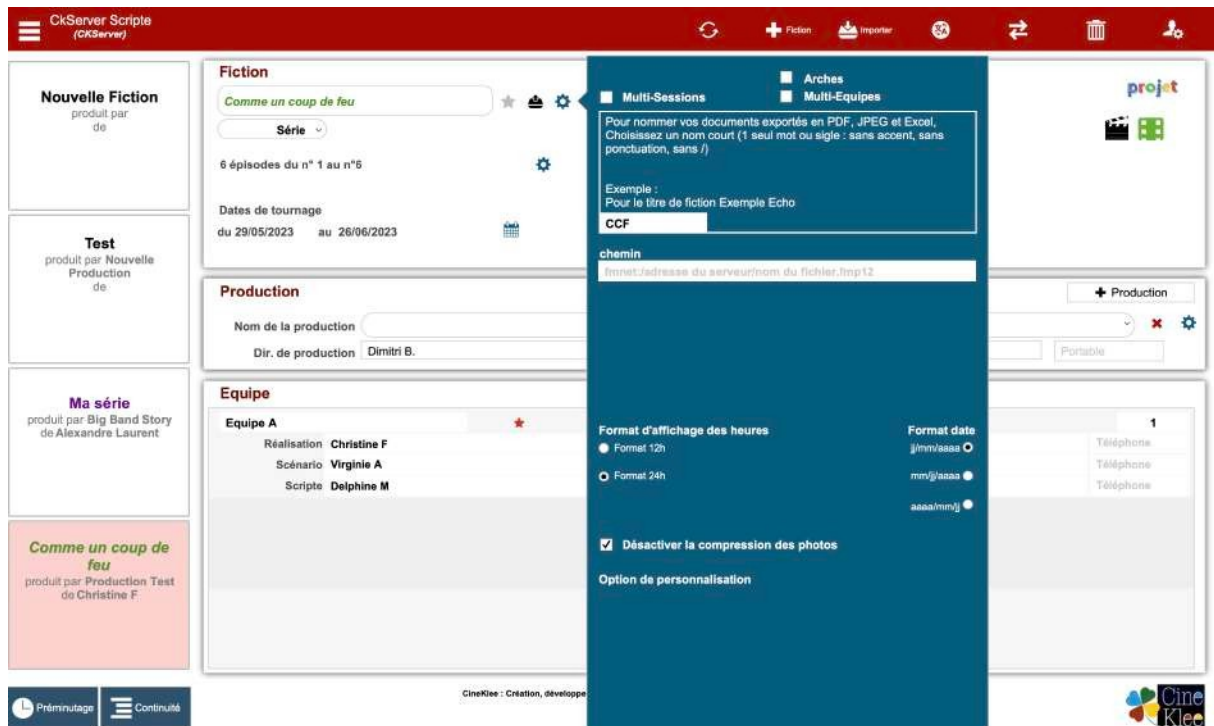 CkServer Scripte
(CKServer)
Fiction
Importer
Nouvelle Fiction
produit par
de
Test
produit par Nouvelle
Production
de
Ma série
produit par Big Band Story
de Alexandre Laurent
Comme un coup de
feu
produit par Production Test
de Christine F
Préminutage
Continuité
Fiction
Comme un coup de feu
Série
6 épisodes du n° 1 au n°6
Dates de tournage
du 29/05/2023 au 26/06/2023
projet
Production
+ Production
Nom de la production
Dir. de production Dimitri B.
Portable
Equipe
Equipe A
1
Réalisation Christine F
Téléphone
Scénario Virginie A
Téléphone
Scripte Delphine M
Téléphone
Arches
Multi-Sessions
Multi-Equipes
Pour nommer vos documents exportés en PDF, JPEG et Excel,
Choisissez un nom court (1 seul mot ou sigle : sans accent, sans
ponctuation, sans /)
Exemple :
Pour le titre de fiction Exemple Echo
CCF
chemin
fmnet:/adresse du serveur/nom du fichier.fmp12
Format d'affichage des heures
Format date
Format 12h
jj/mm/aaaa
Format 24h
mm/jj/aaaa
aaaa/mm/jj
Désactiver la compression des photos
Option de personnalisation
CineKlee : Création, développe
Cine
Klee